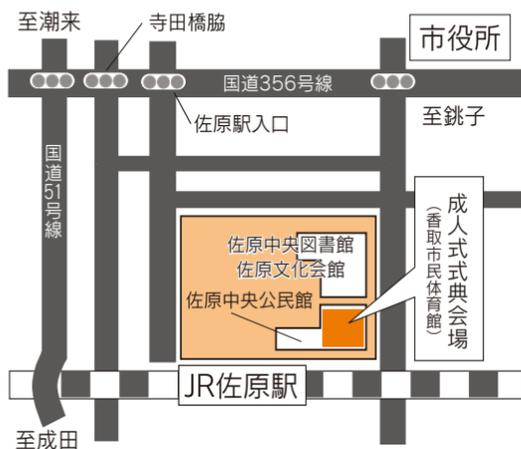 至潮来
寺田橋脇
市役所
国道356号線
佐原駅入口
至銚子
国道51号線
佐原中央図書館
佐原文化会館
佐原中央公民館
成人式式典会場
(香取市民体育館)
JR佐原駅
至成田